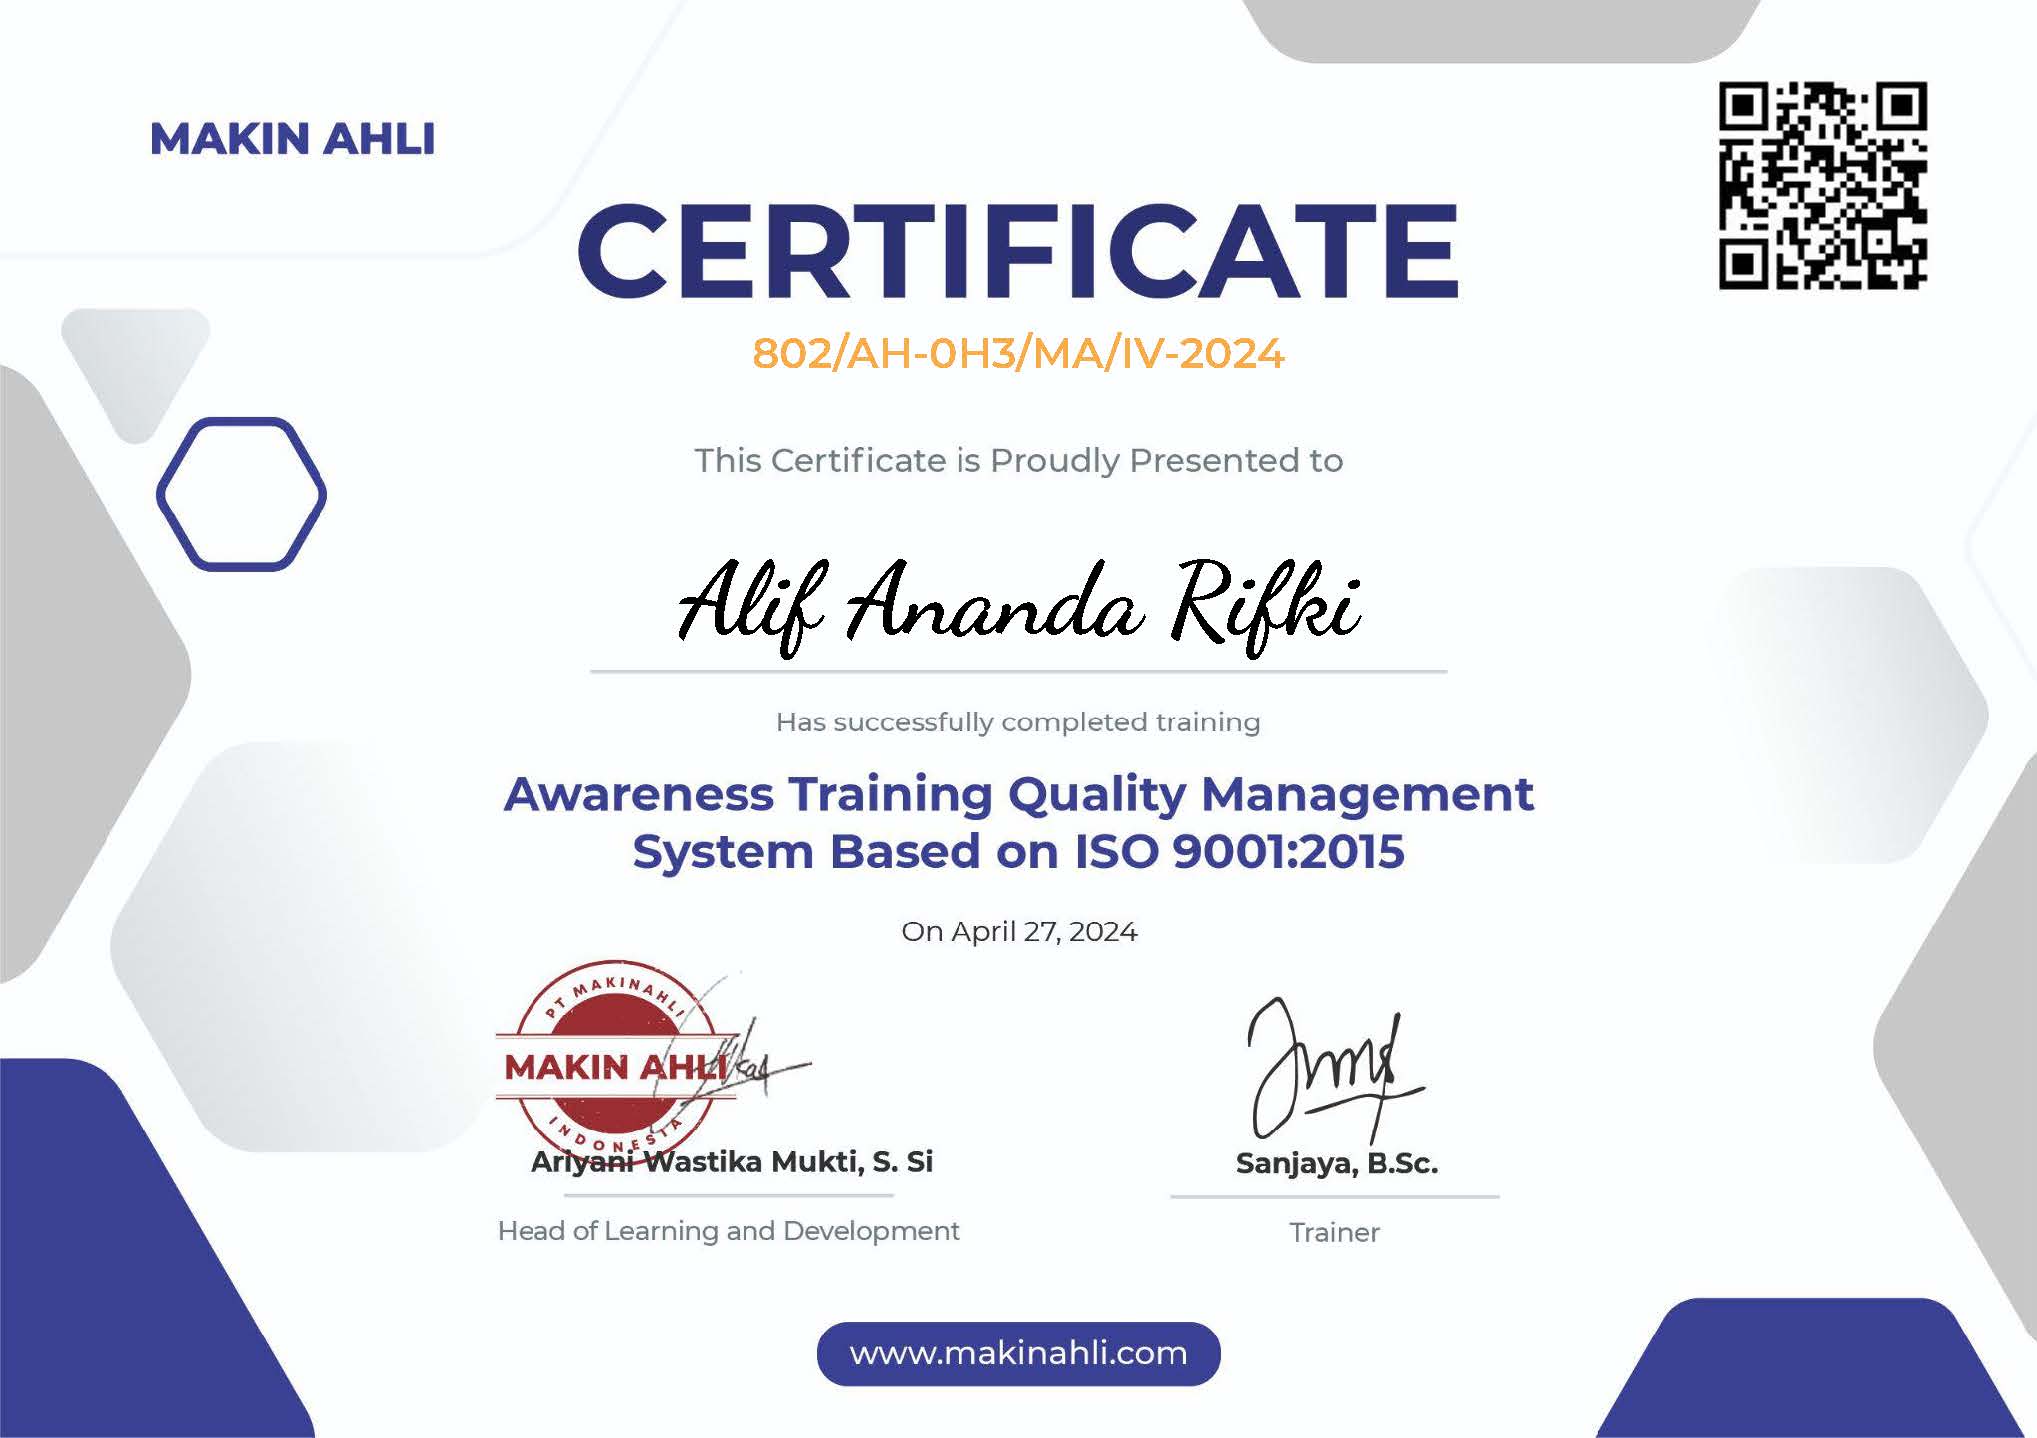 MAKIN AHLI
CERTIFICATE
802/AH-0H3/MA/IV-2024
This Certificate is Proudly Presented to
Alif Ananda Rifki
Has successfully completed training
Awareness Training Quality Management
System Based on ISO 9001:2015
On April 27, 2024
PT MAKINAHLI
MAKIN AHLI
INDONESIA
Ariyani Wastika Mukti, S. Si
Head of Learning and Development
Sanjaya, B.Sc.
Trainer
www.makinahli.com